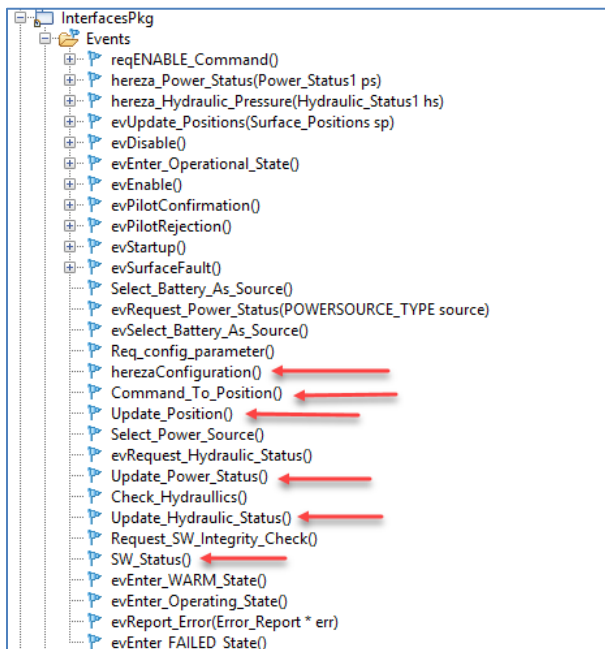 InterfacesPkg
Events
reqENABLE_Command()
hereza_Power_Status(Power_Status1 ps)
hereza_Hydraulic_Pressure(Hydraulic_Status1 hs)
evUpdate_Positions(Surface_Positions sp)
evDisable()
evEnter_Operational_State()
evEnable()
evPilotConfirmation()
evPilotRejection()
evStartup()
evSurfaceFault()
Select_Battery_As_Source()
evRequest_Power_Status(POWERSOURCE_TYPE source)
evSelect_Battery_As_Source()
Req_config_parameter()
herezaConfiguration()
Command_To_Position()
Update_Position()
Select_Power_Source()
evRequest_Hydraulic_Status()
Update_Power_Status()
Check_Hydraullics()
Update_Hydraulic_Status()
Request_SW_Integrity_Check()
SW_Status()
evEnter_WARM_State()
evEnter_Operating_State()
evReport_Error(Error_Report * err)
evEnter_FAILED_State()